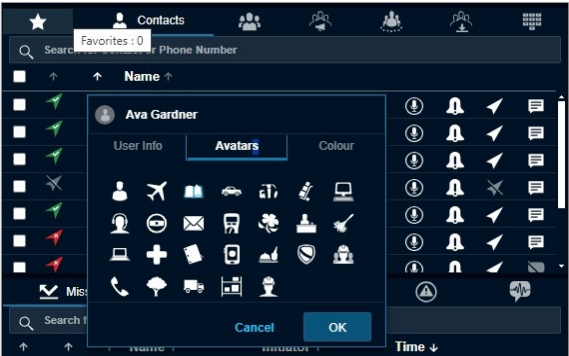 Contacts
Favorites : 0
Search for Contact or Phone Number
Name
Ava Gardner
User Info Avatars Colour
Cancel OK
Search f
Name Initiator Time